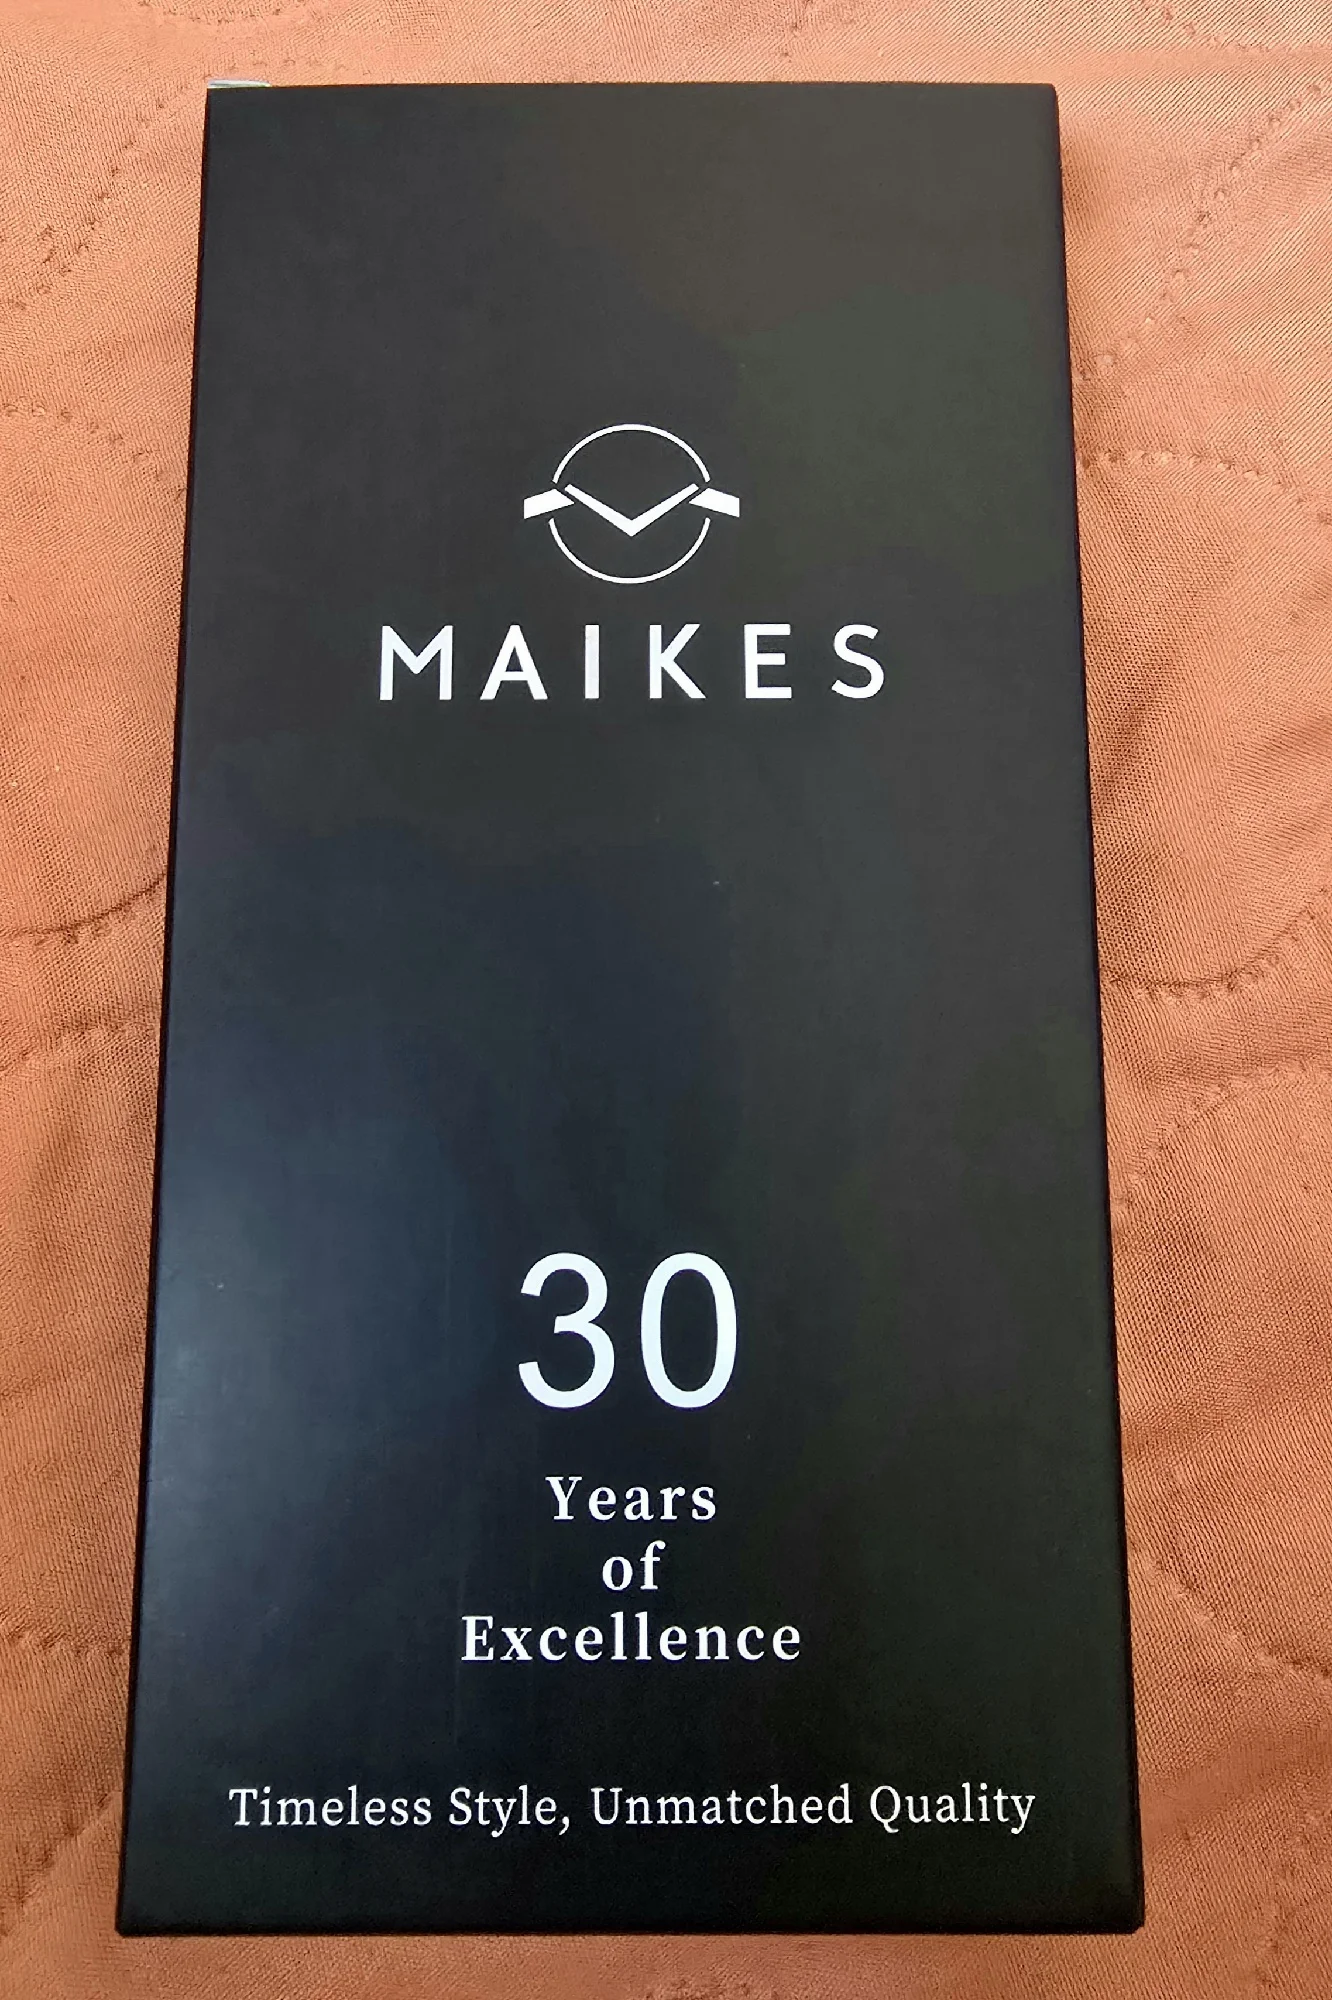 MAIKES
30
Years
of
Excellence
Timeless Style, Unmatched Quality